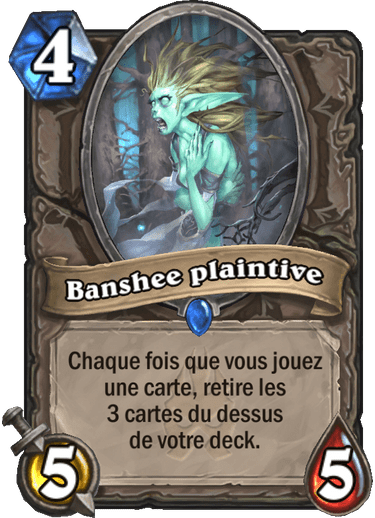 4
Banshee plaintive
Chaque fois que vous jouez
une carte, retire les
3 cartes du dessus
de votre deck.
5
5